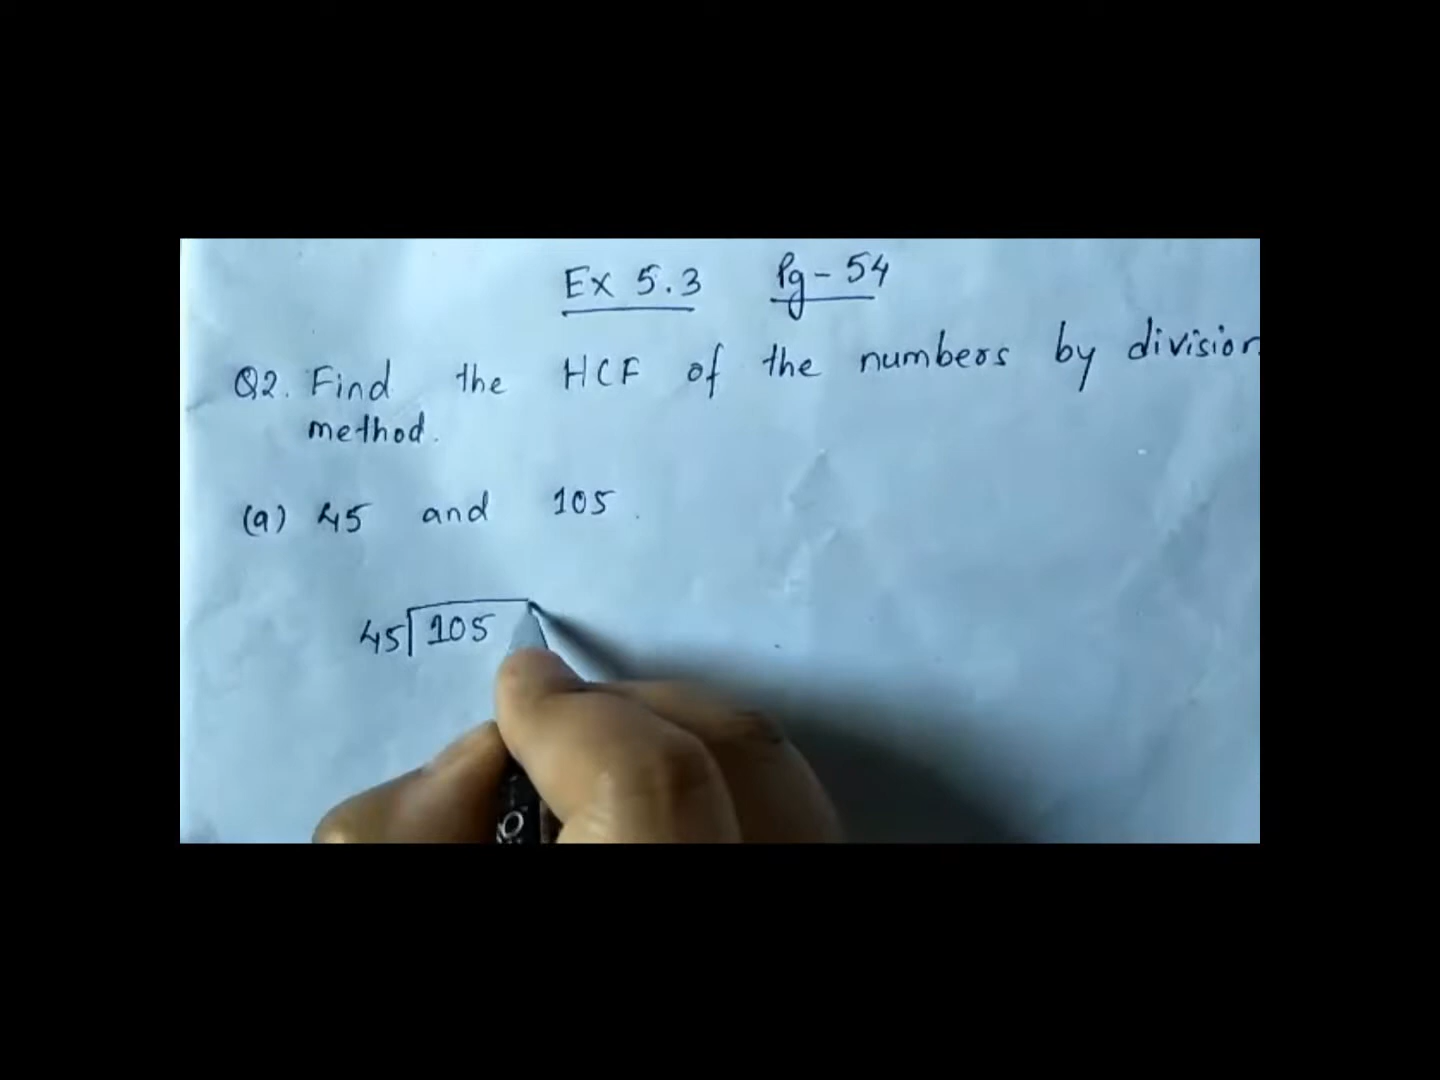 Ex 5.3 Pg - 54
Q2. Find the HCF of the numbers by division
method.
(a) 45 and 105.
45 105